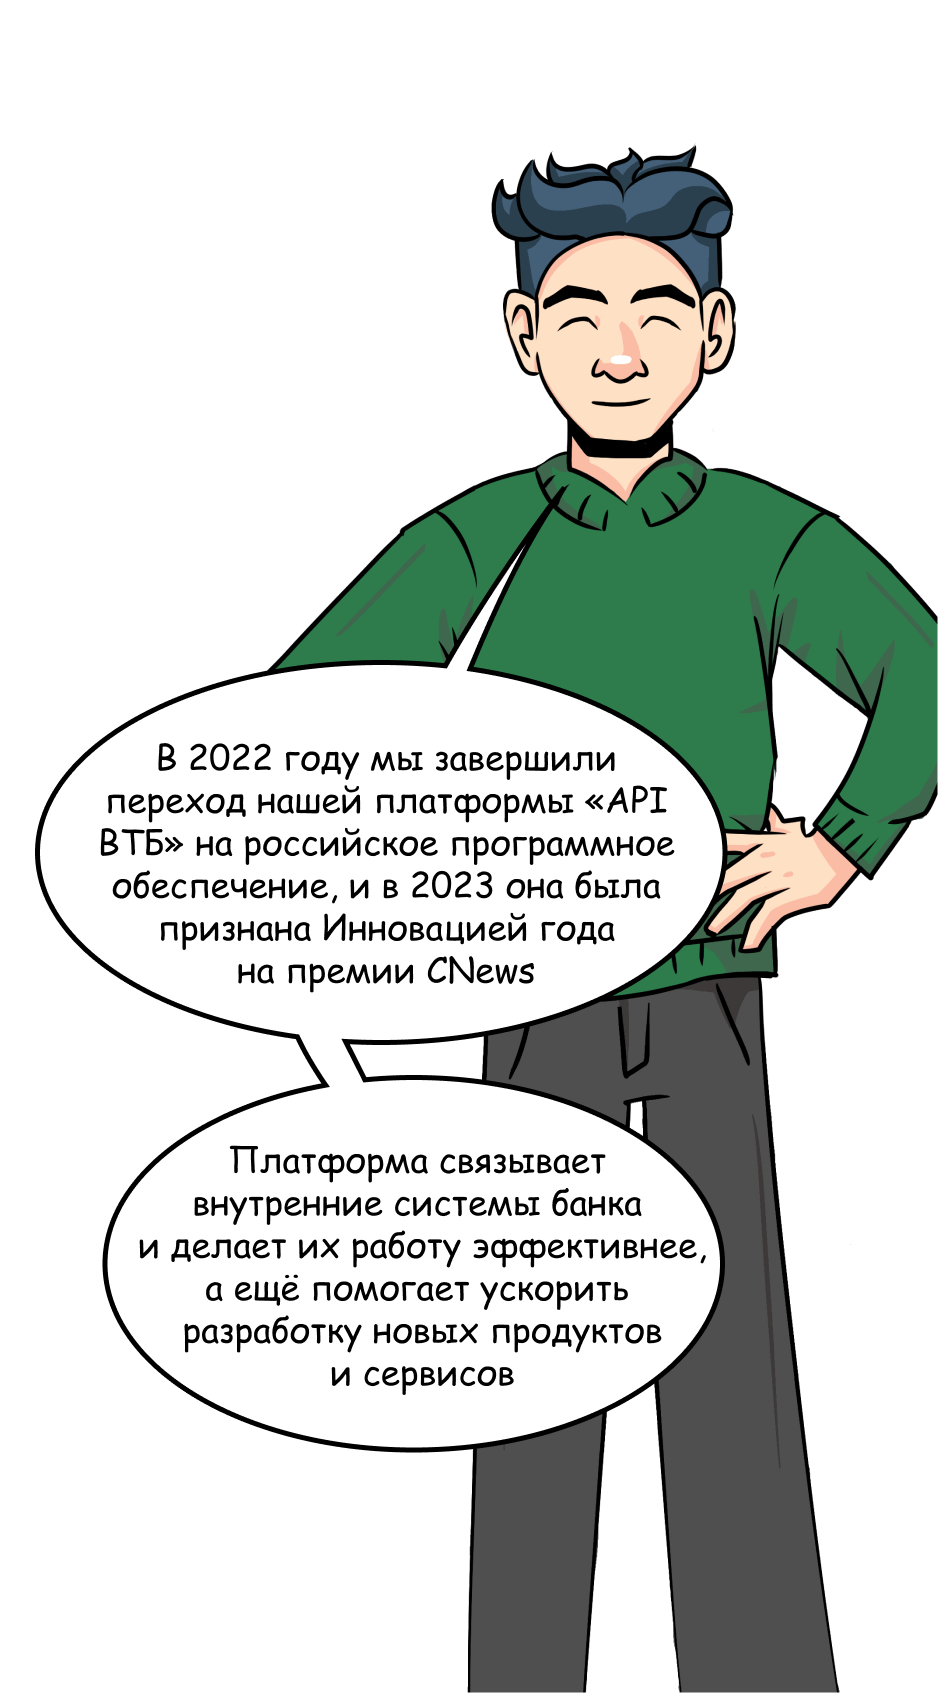 В 2022 году мы завершили
переход нашей платформы «API
ВТБ» на российское программное
обеспечение, и в 2023 она была
признана Инновацией года
на премии CNews
Платформа связывает
внутренние системы банка
и делает их работу эффективнее,
а ещё помогает ускорить
разработку новых продуктов
и сервисов